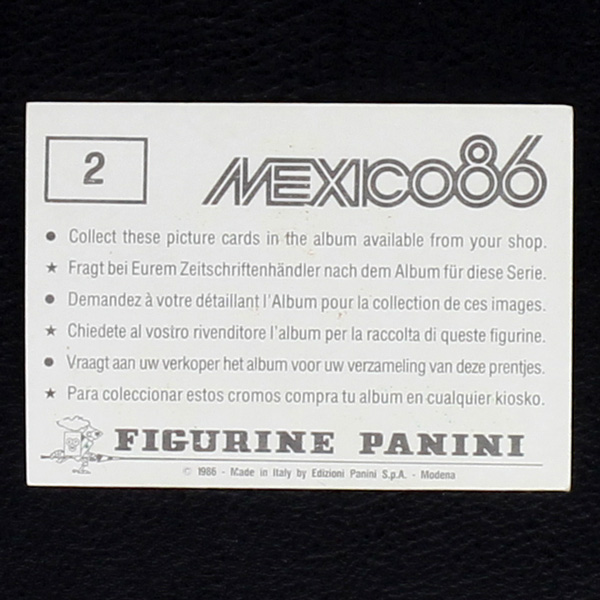 2
MEXICO86
● Collect these picture cards in the album available from your shop.
★ Fragt bei Eurem Zeitschriftenhändler nach dem Album für diese Serie.
● Demandez à votre détaillant l'Album pour la collection de ces images.
★ Chiedete al vostro rivenditore l'album per la raccolta di queste figurine.
● Vraagt aan uw verkoper het album voor uw verzameling van deze prentjes.
★ Para coleccionar estos cromos compra tu album en cualquier kiosko.
FIGURINE PANINI
© 1986 - Made in Italy by Edizioni Panini S.p.A. - Modena